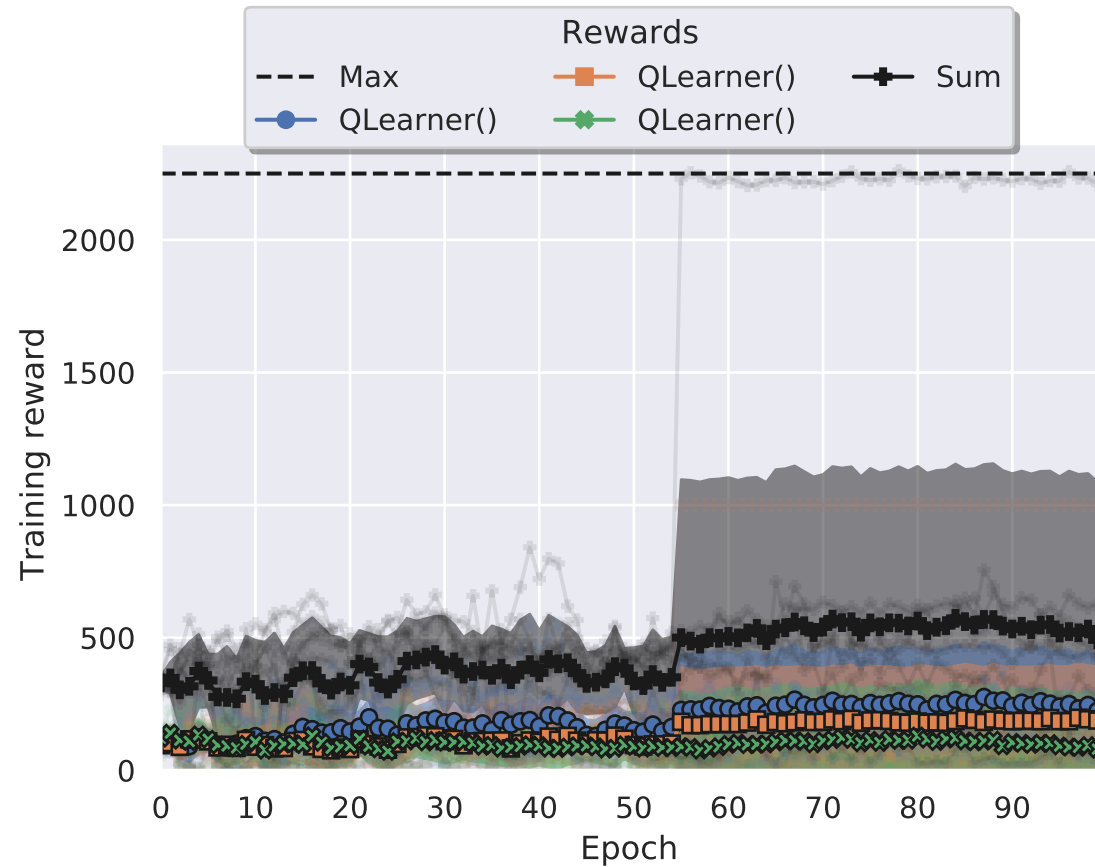 Rewards
Max QLearner() Sum
QLearner() QLearner()
2000
1500
1000
500
0
Training reward
0 10 20 30 40 50 60 70 80 90
Epoch